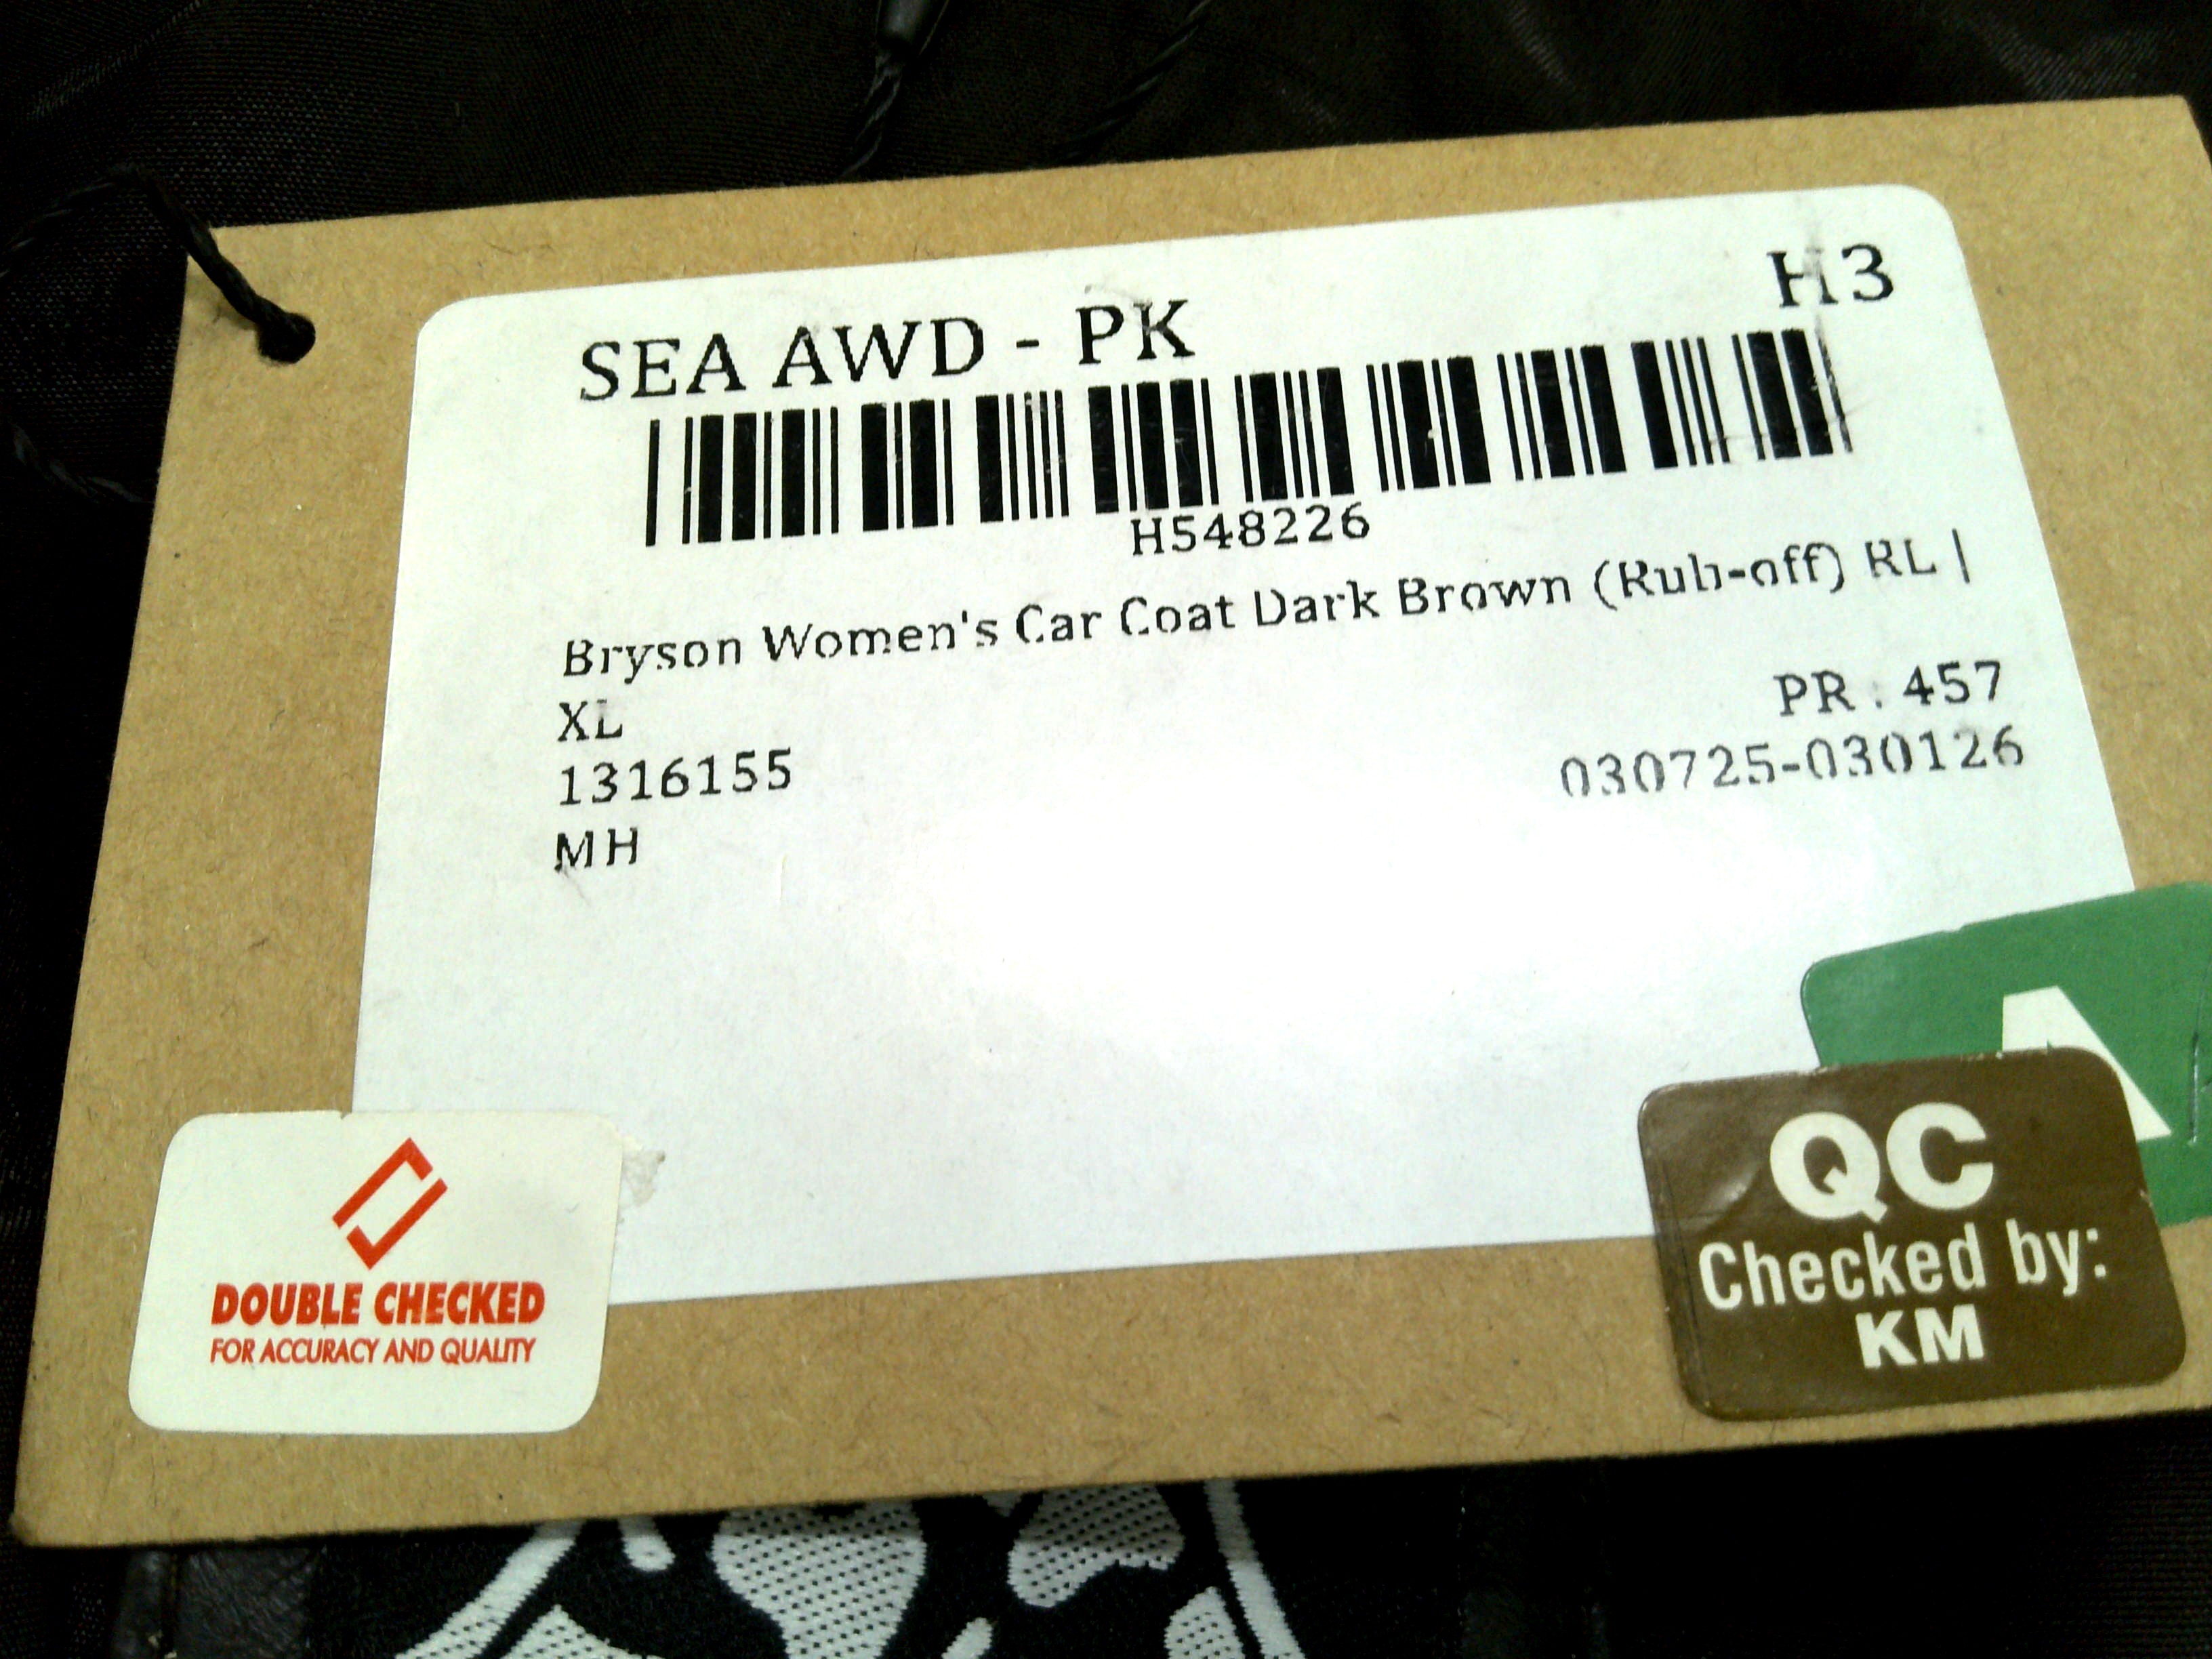 SEA AWD - PK
H3
H548226
Bryson Women's Car Coat Dark Brown (Rub-off) RL |
XL
PR . 457
1316155
030725-030126
MH
A
QC
Checked by:
KM
DOUBLE CHECKED
FOR ACCURACY AND QUALITY